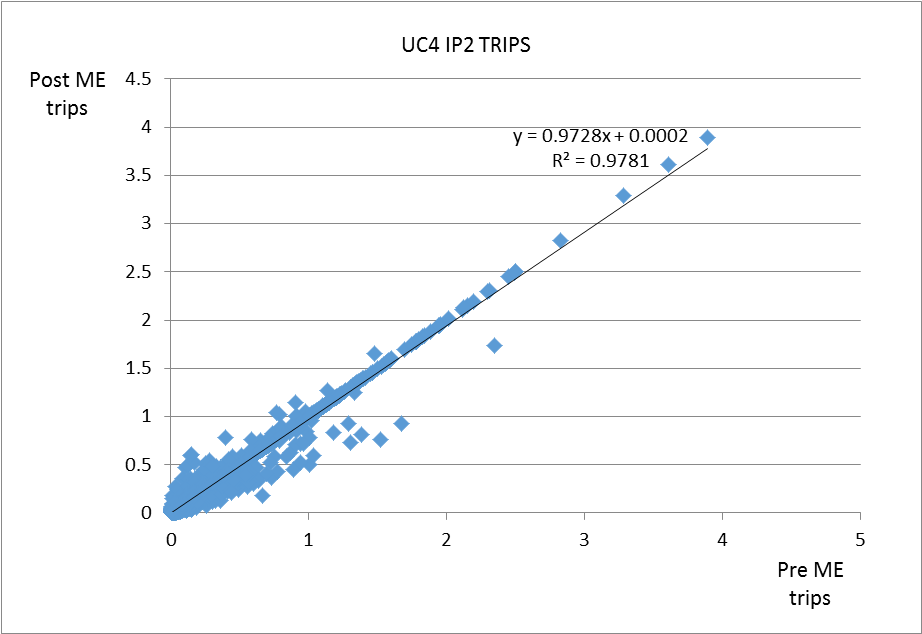 UC4 IP2 TRIPS
Post ME
trips
4.5
4
3.5
3
2.5
2
1.5
1
0.5
0
y = 0.9728x + 0.0002
R² = 0.9781
0 1 2 3 4 5
Pre ME
trips